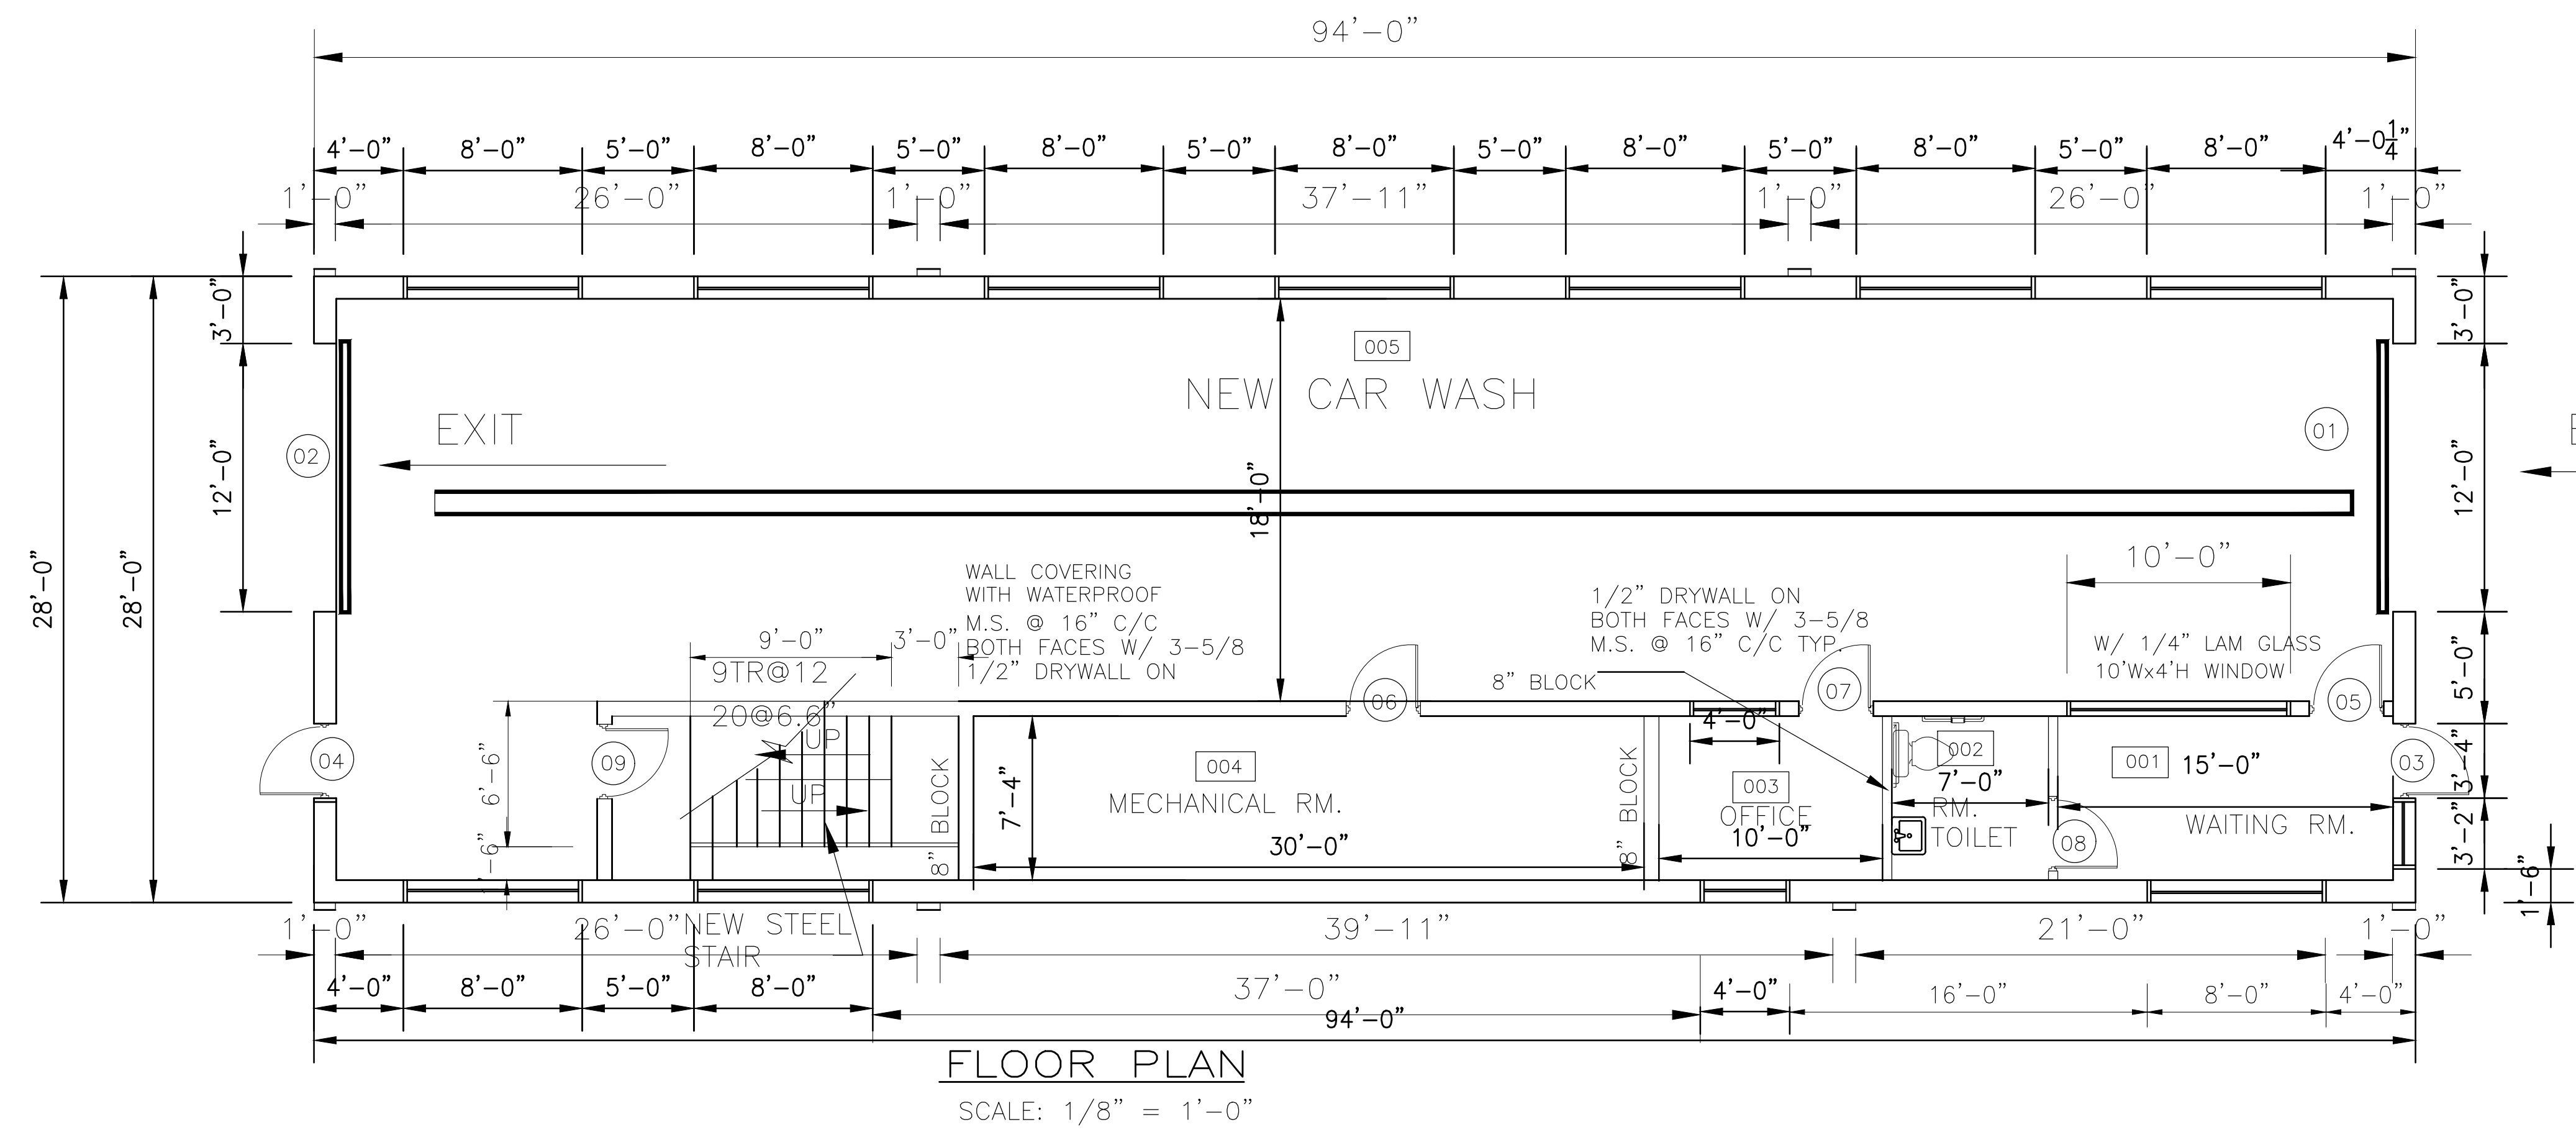 94'-0"
4'-0" 8'-0" 5'-0" 8'-0" 5'-0" 8'-0" 5'-0" 8'-0" 5'-0" 8'-0" 5'-0" 8'-0" 5'-0" 8'-0" 4'-0 1/4"
1'-0" 26'-0" 1'-0" 37'-11" 1'-0" 26'-0" 1'-0"
3'-0"
12'-0"
28'-0"
28'-0"
3'-0"
12'-0"
5'-0"
3'-4"
3'-2"
1'-6"
005
NEW CAR WASH
EXIT
02
01
18'-0"
10'-0"
WALL COVERING
WITH WATERPROOF
M.S. @ 16" C/C
BOTH FACES W/ 3-5/8
1/2" DRYWALL ON
1/2" DRYWALL ON
BOTH FACES W/ 3-5/8
M.S. @ 16" C/C TYP.
W/ 1/4" LAM GLASS
10'Wx4'H WINDOW
8" BLOCK
9'-0" 3'-0"
9TR@12
20@6.6"
UP
UP
6'-6"
04
09
06
07
05
03
08
8" BLOCK
7'-4"
004
MECHANICAL RM.
30'-0"
8" BLOCK
4'-0"
003
OFFICE
10'-0"
002
7'-0"
RM.
TOILET
001
15'-0"
WAITING RM.
NEW STEEL
STAIR
1'-0" 26'-0" 39'-11" 21'-0" 1'-0"
4'-0" 8'-0" 5'-0" 8'-0" 37'-0" 4'-0" 16'-0" 8'-0" 4'-0"
94'-0"
FLOOR PLAN
SCALE: 1/8" = 1'-0"